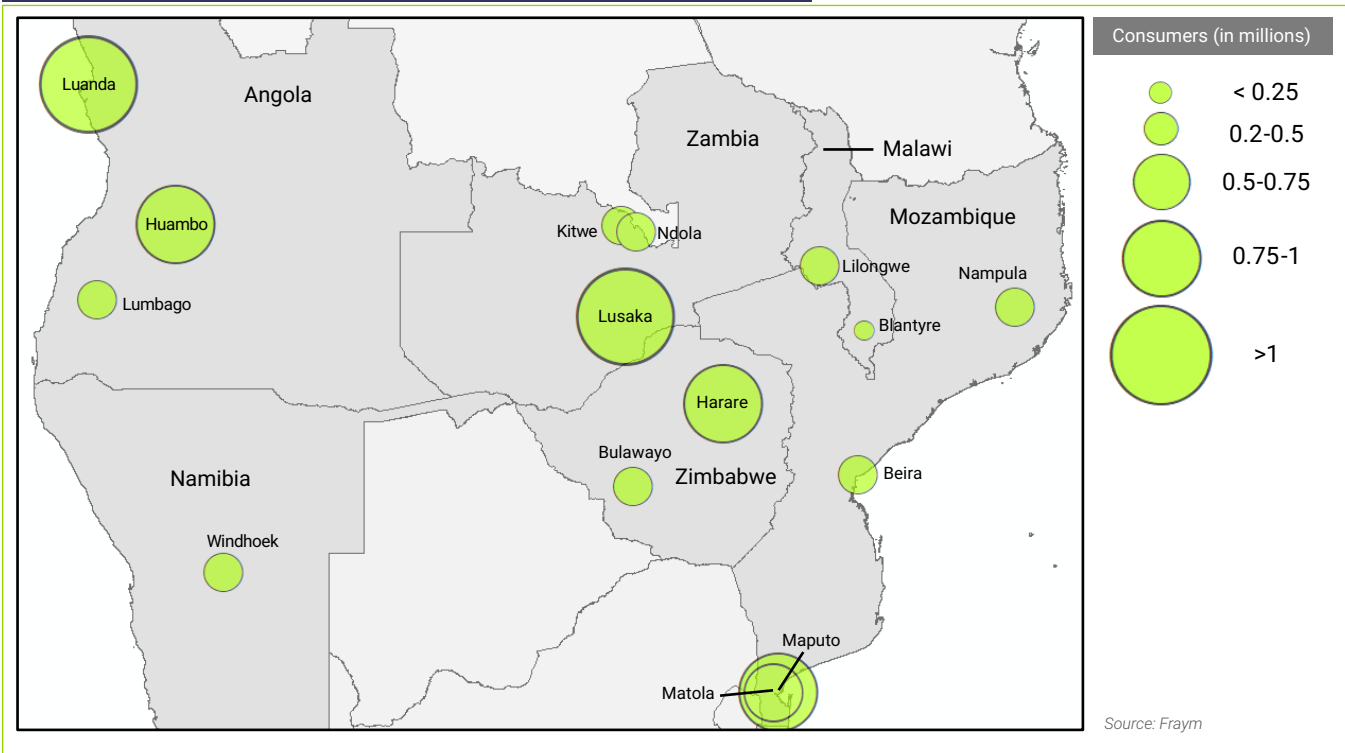 Consumers (in millions)
< 0.25
0.2-0.5
0.5-0.75
0.75-1
>1
Luanda
Angola
Zambia
Malawi
Huambo
Mozambique
Kitwe
Ndola
Lilongwe
Nampula
Lumbago
Lusaka
Blantyre
Harare
Bulawayo
Zimbabwe
Beira
Namibia
Windhoek
Maputo
Matola
Source: Fraym